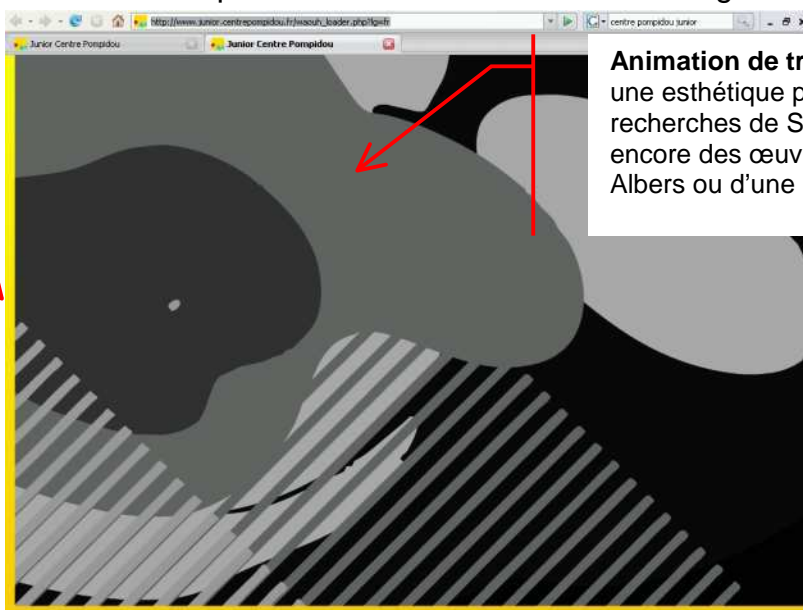 http://www.junior.centrepompidou.fr/waouh_loader.php?lg=fr
centre pompidou junior
Junior Centre Pompidou
Junior Centre Pompidou
Animation de tr
une esthétique p
recherches de S
encore des œuv
Albers ou d'une